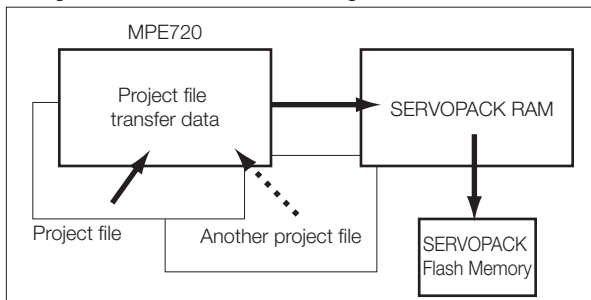 MPE720
Project file
transfer data
SERVOPACK RAM
Project file
Another project file
SERVOPACK
Flash Memory